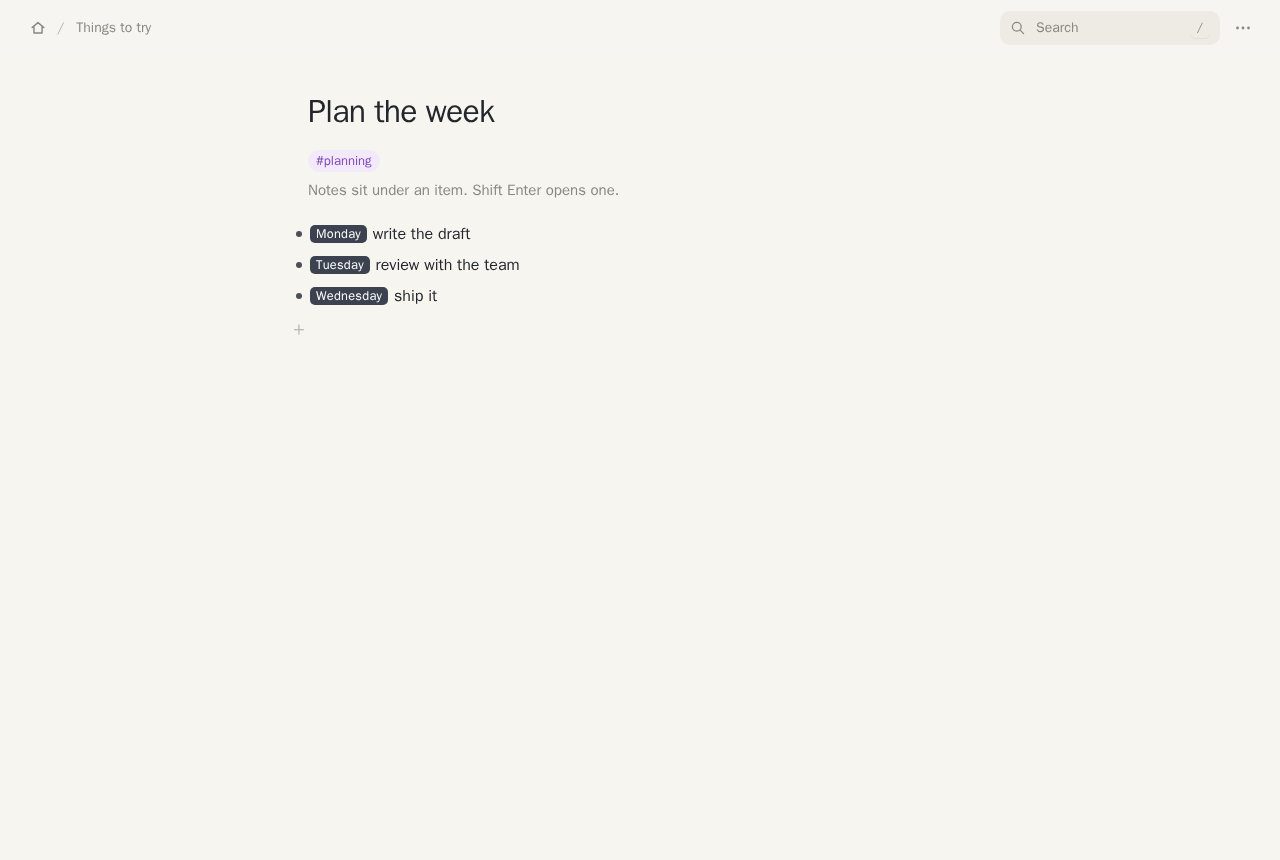 / Things to try
Search /
Plan the week
#planning
Notes sit under an item. Shift Enter opens one.
Monday write the draft
Tuesday review with the team
Wednesday ship it